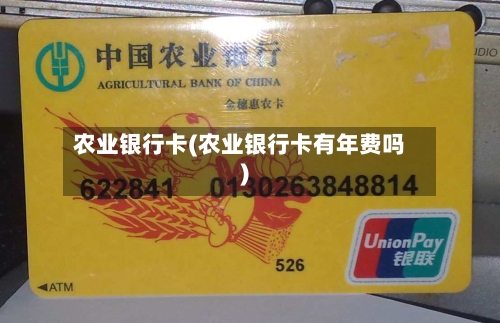 中国农业银行
AGRICULTURAL BANK OF CHINA
金穗惠农卡
农业银行卡(农业银行卡有年费吗
)
622841 0130263848814
UnionPay
银联
526
◀ATM